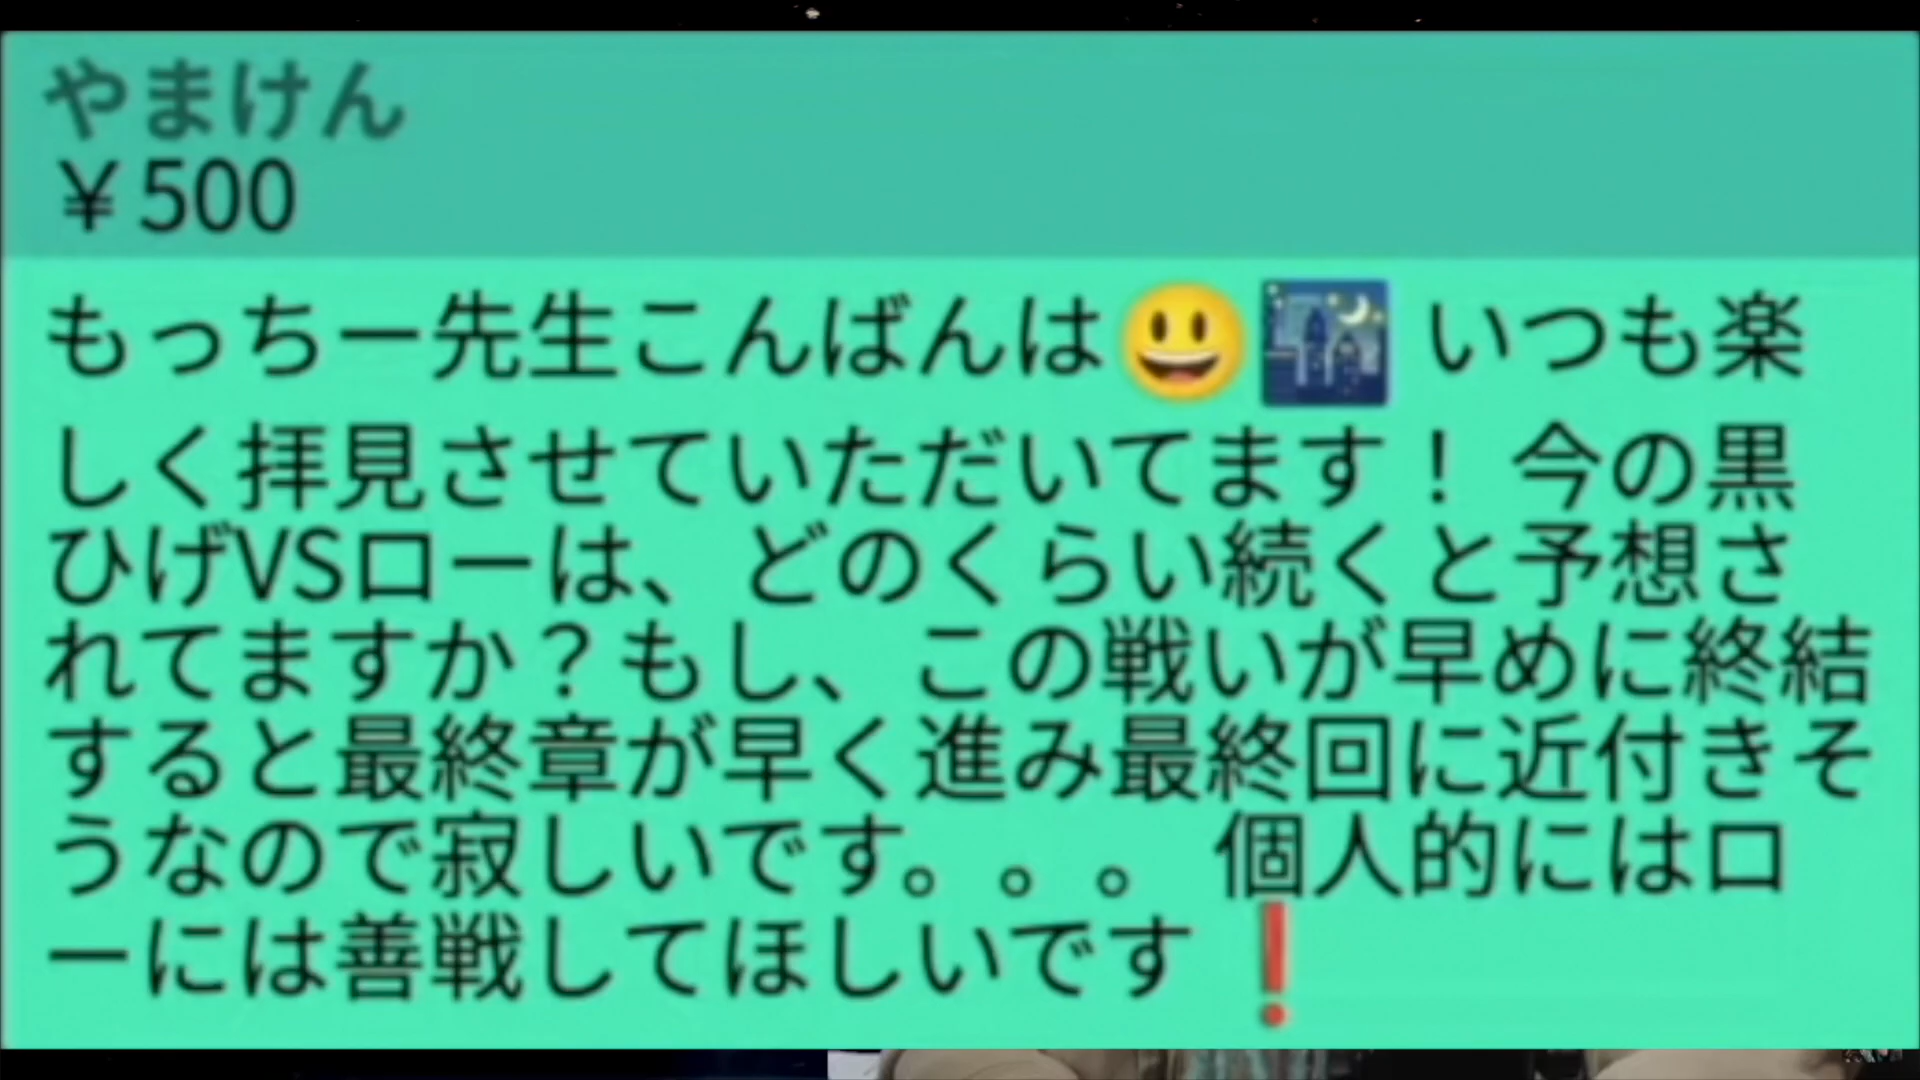 やまけん
￥500
もっちー先生こんばんは😃🌃 いつも楽
しく拝見させていただいてます！ 今の黒
ひげVSローは、どのくらい続くと予想さ
れてますか？もし、この戦いが早めに終結
すると最終章が早く進み最終回に近付きそ
うなので寂しいです。。。 個人的にはロ
ーには善戦してほしいです❗